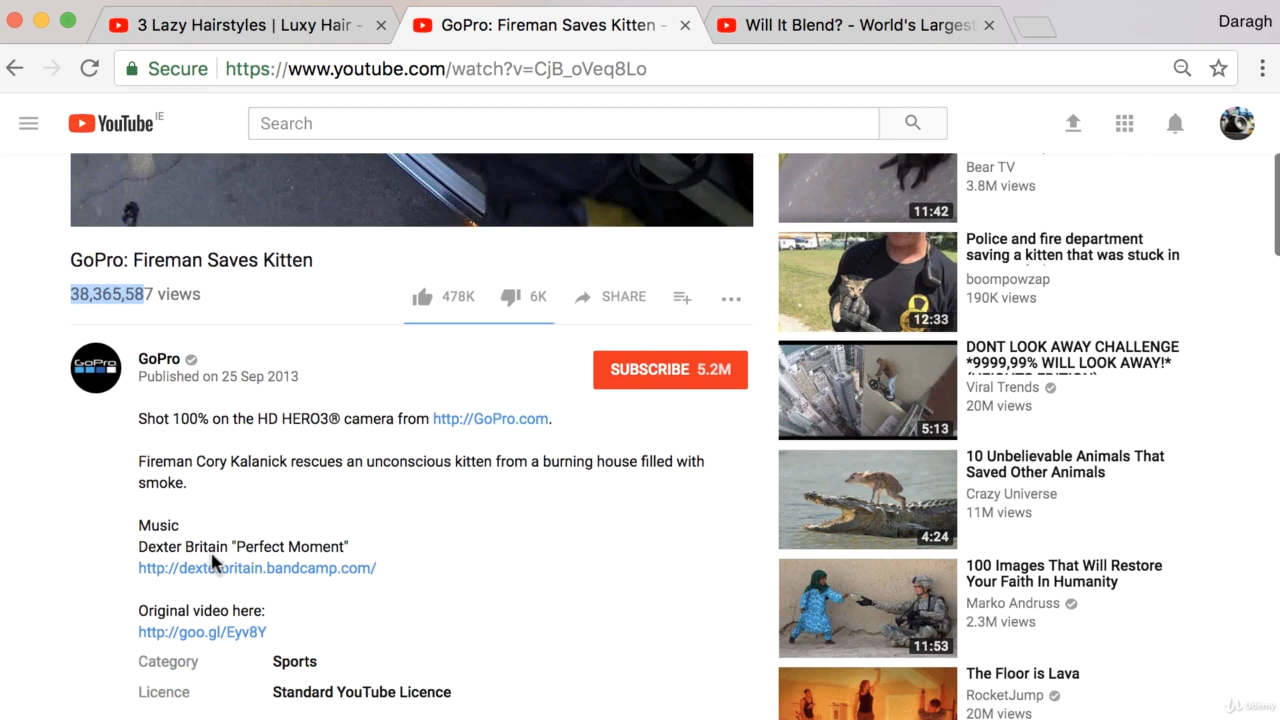 3 Lazy Hairstyles | Luxy Hair -
GoPro: Fireman Saves Kitten -
Will It Blend? - World's Largest
Daragh
Secure
https://www.youtube.com/watch?v=CjB_oVeq8Lo
YouTube IE
Search
GoPro: Fireman Saves Kitten
38,365,587 views
478K
6K
SHARE
GoPro
GoPro
Published on 25 Sep 2013
SUBSCRIBE 5.2M
Shot 100% on the HD HERO3® camera from http://GoPro.com.
Fireman Cory Kalanick rescues an unconscious kitten from a burning house filled with
smoke.
Music
Dexter Britain "Perfect Moment"
http://dexterbritain.bandcamp.com/
Original video here:
http://goo.gl/Eyv8Y
Category Sports
Licence Standard YouTube Licence
Bear TV
3.8M views
11:42
Police and fire department
saving a kitten that was stuck in
boompowzap
190K views
12:33
DONT LOOK AWAY CHALLENGE
*9999,99% WILL LOOK AWAY!*
Viral Trends
20M views
5:13
10 Unbelievable Animals That
Saved Other Animals
Crazy Universe
11M views
4:24
100 Images That Will Restore
Your Faith In Humanity
Marko Andruss
2.3M views
11:53
The Floor is Lava
RocketJump
20M views
Udemy